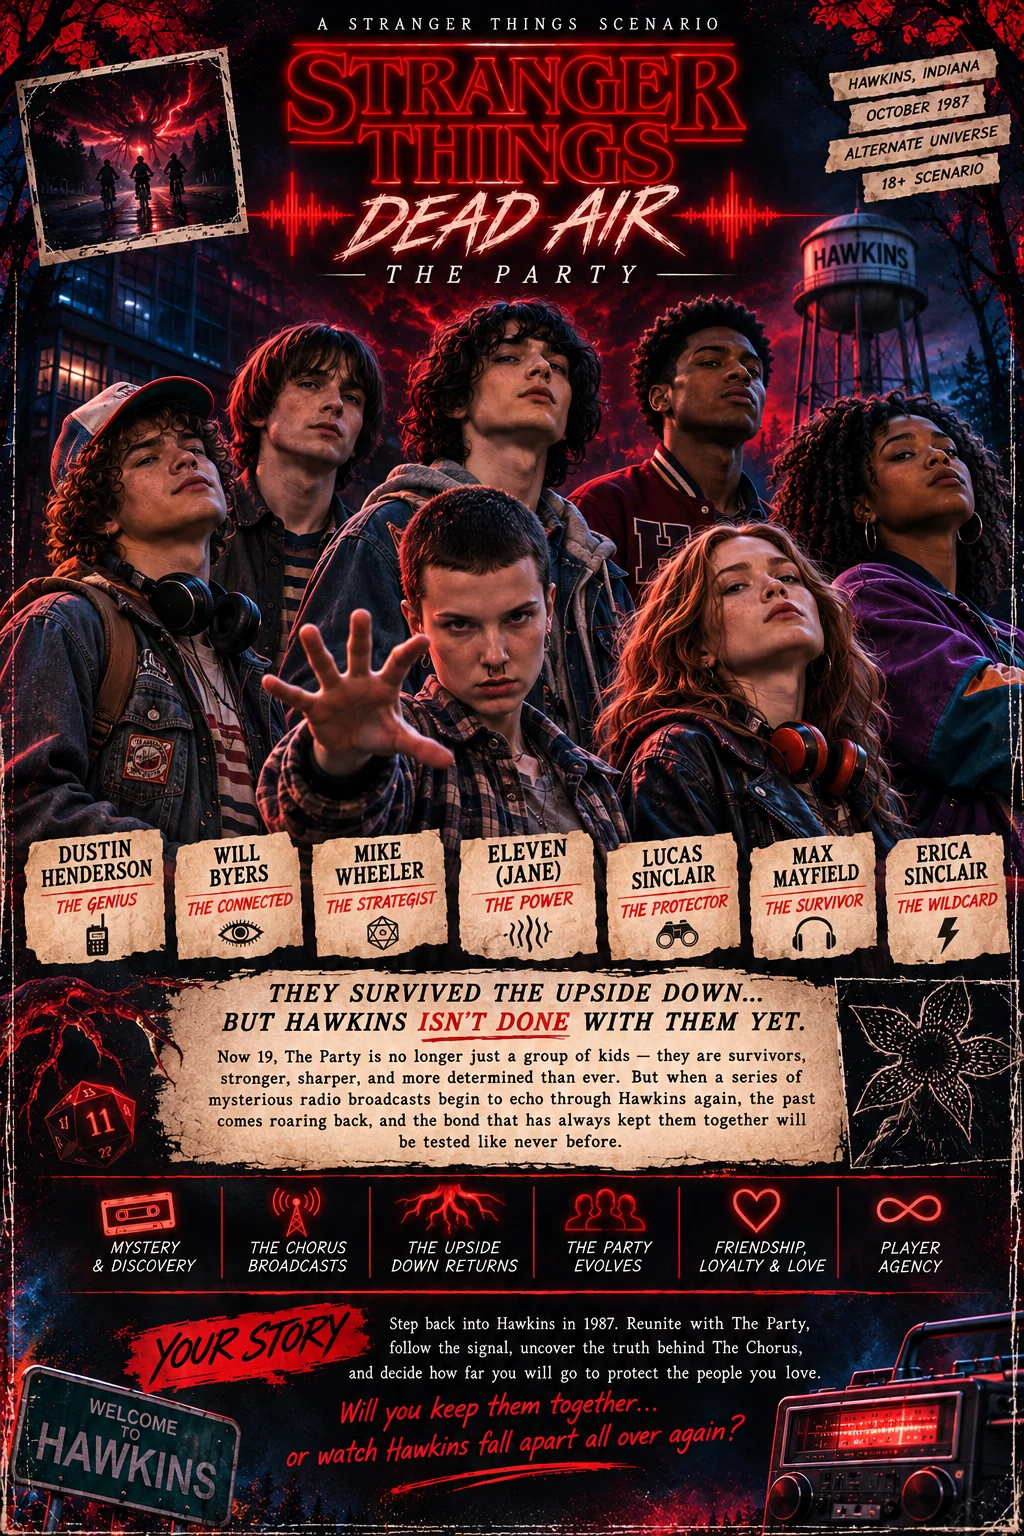 A STRANGER THINGS SCENARIO
STRANGER
THINGS
DEAD AIR
THE PARTY
HAWKINS, INDIANA
OCTOBER 1987
ALTERNATE UNIVERSE
18+ SCENARIO
HAWKINS
H
DUSTIN
HENDERSON
THE GENIUS
WILL
BYERS
THE CONNECTED
MIKE
WHEELER
THE STRATEGIST
ELEVEN
(JANE)
THE POWER
LUCAS
SINCLAIR
THE PROTECTOR
MAX
MAYFIELD
THE SURVIVOR
ERICA
SINCLAIR
THE WILDCARD
THEY SURVIVED THE UPSIDE DOWN...
BUT HAWKINS ISN'T DONE WITH THEM YET.
Now 19, The Party is no longer just a group of kids — they are survivors,
stronger, sharper, and more determined than ever. But when a series of
mysterious radio broadcasts begin to echo through Hawkins again, the past
comes roaring back, and the bond that has always kept them together will
be tested like never before.
11
MYSTERY
& DISCOVERY
THE CHORUS
BROADCASTS
THE UPSIDE
DOWN RETURNS
THE PARTY
EVOLVES
FRIENDSHIP,
LOYALTY & LOVE
PLAYER
AGENCY
YOUR STORY
Step back into Hawkins in 1987. Reunite with The Party,
follow the signal, uncover the truth behind The Chorus,
and decide how far you will go to protect the people you love.
Will you keep them together...
or watch Hawkins fall apart all over again?
WELCOME
TO
HAWKINS